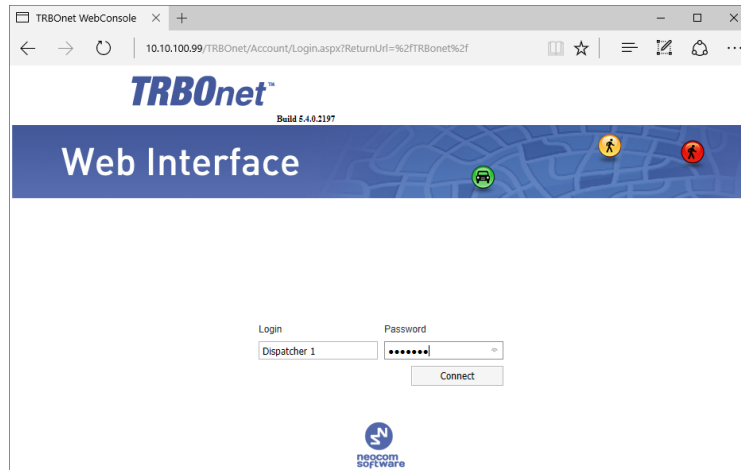 TRBOnet WebConsole
10.10.100.99/TRBOnet/Account/Login.aspx?ReturnUrl=%2fTRBonet%2f
TRBOnet™
Build 5.4.0.2197
Web Interface
Login Password
Dispatcher 1 •••••••
Connect
neocom
software